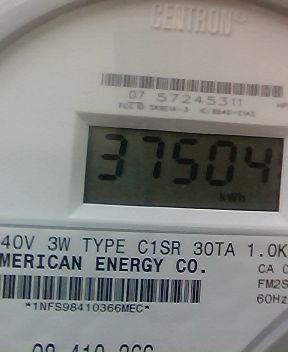 CENTRON®
07 57245311
37504
kWh
40V 3W TYPE C1SR 30TA 1.0K
MERICAN ENERGY CO.
CA
FM2S
60Hz
*1NFS98410366MEC*